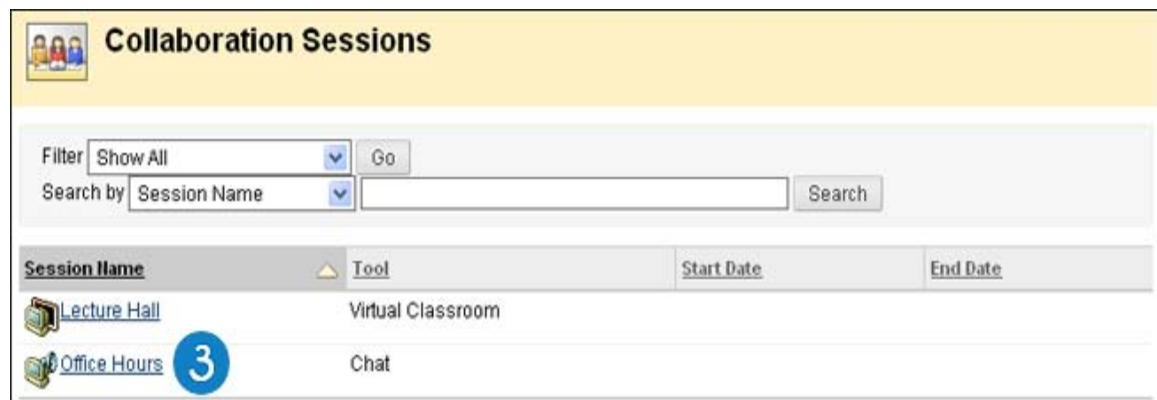 Collaboration Sessions
Filter Show All Go
Search by Session Name Search
Session Name Tool Start Date End Date
Lecture Hall Virtual Classroom
Office Hours 3 Chat